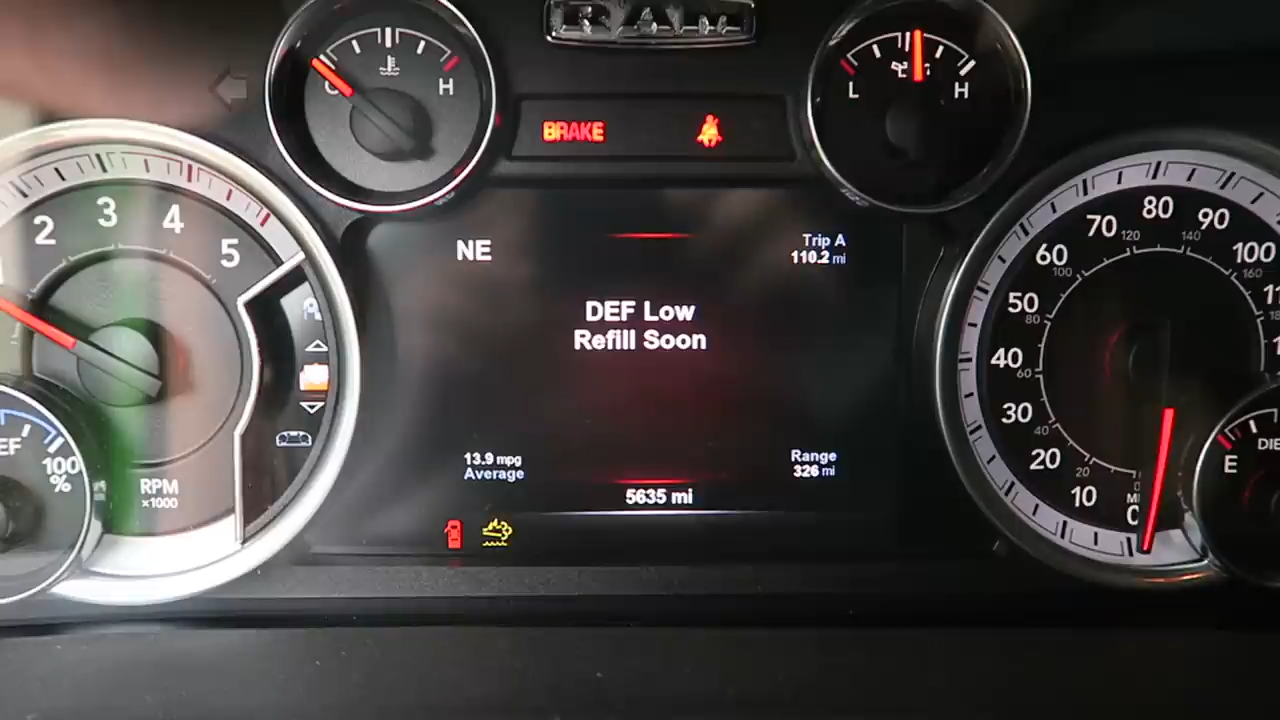 RAM
C
H
L
H
BRAKE
NE
Trip A
110.2 mi
DEF Low
Refill Soon
13.9 mpg
Average
Range
326 mi
5635 mi
2
3
4
5
RPM
x1000
100
%
10
20
30
40
50
60
70
80
90
100
20
40
60
80
100
120
140
160
0
E